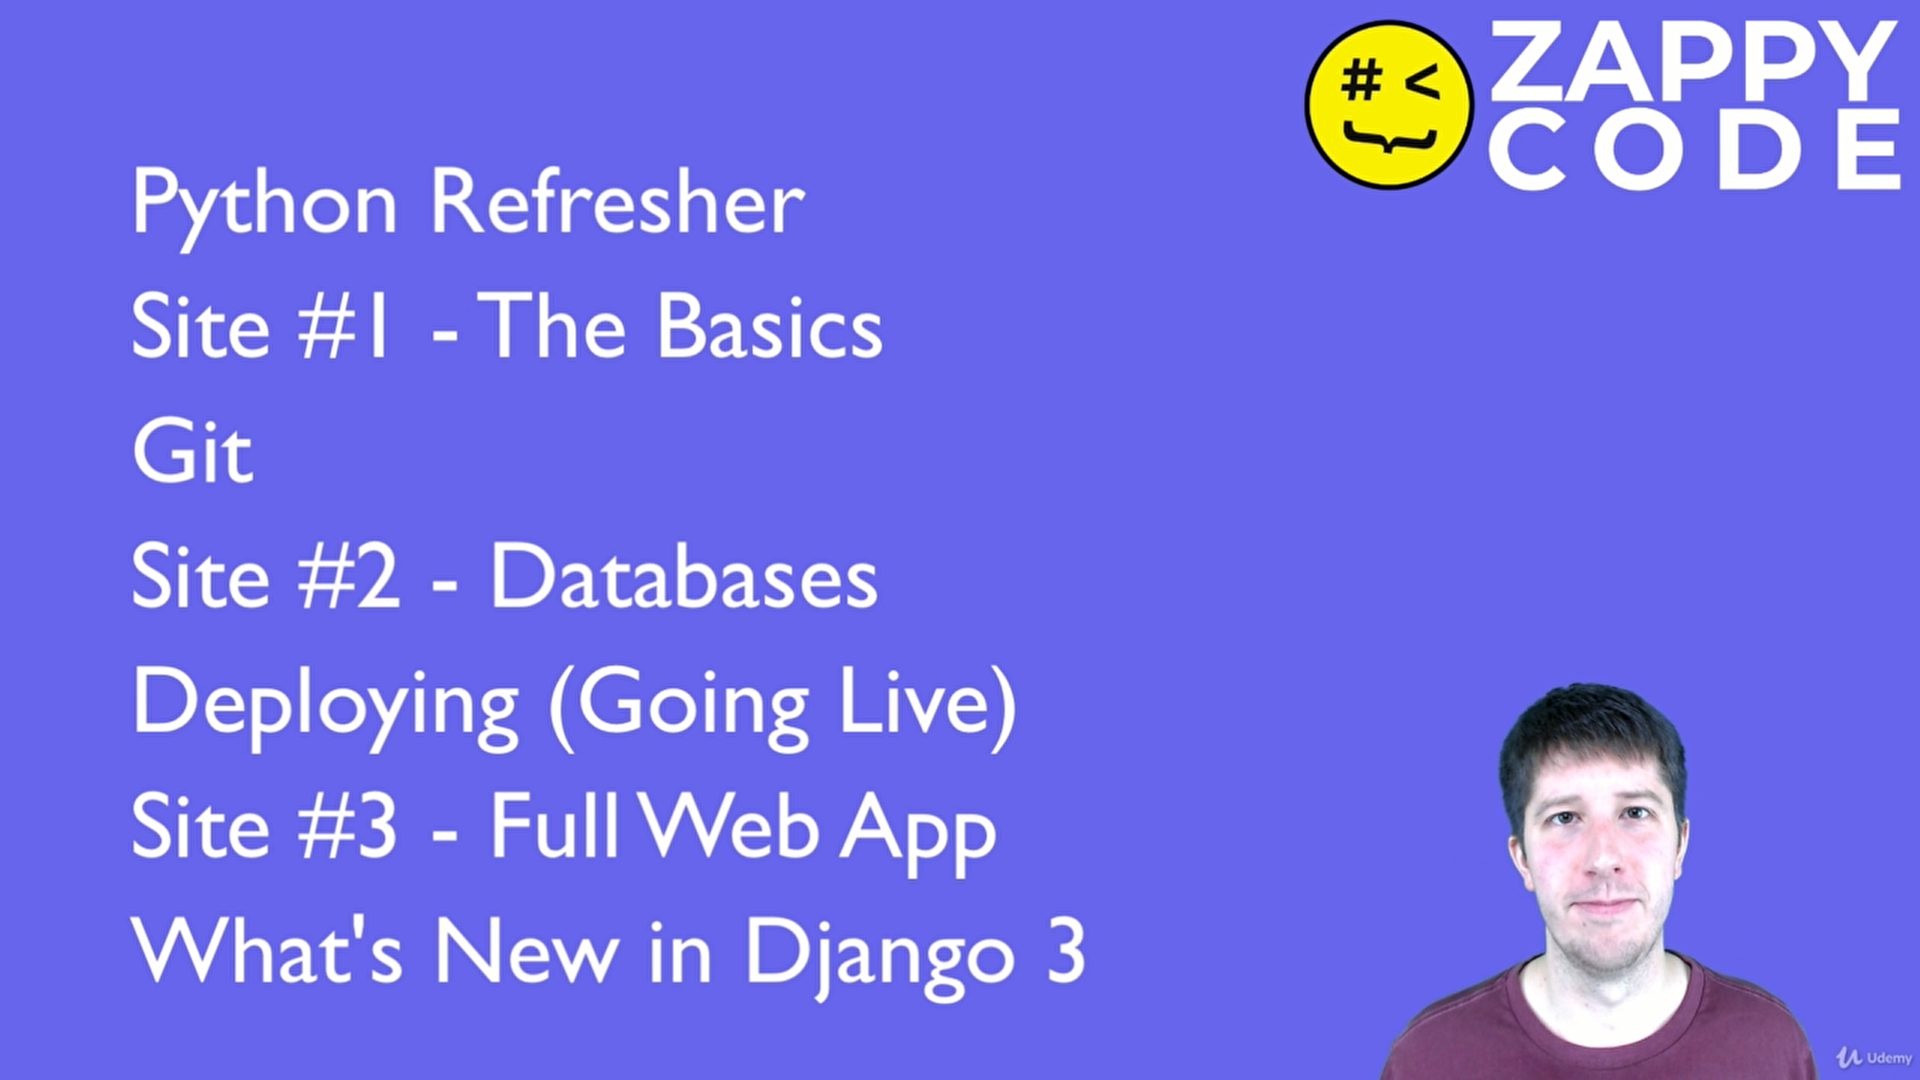 ZAPPY
CODE
Python Refresher
Site #1 - The Basics
Git
Site #2 - Databases
Deploying (Going Live)
Site #3 - Full Web App
What's New in Django 3
Udemy